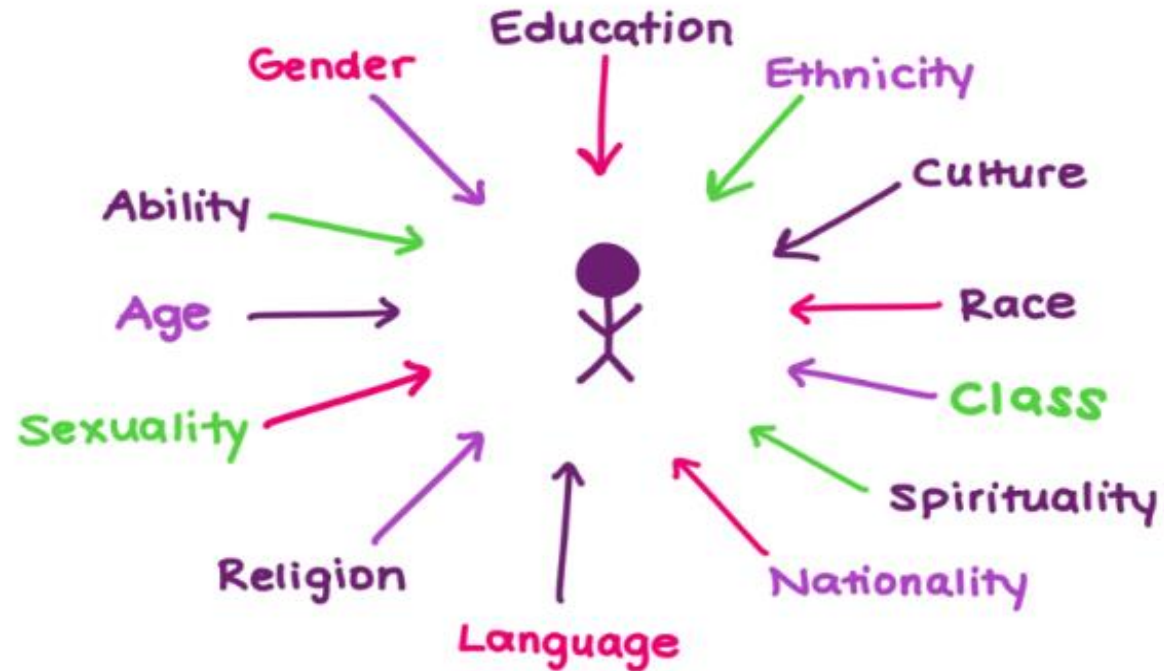 Education
Gender
Ethnicity
Culture
Ability
Race
Age
Class
Sexuality
Spirituality
Religion
Nationality
Language